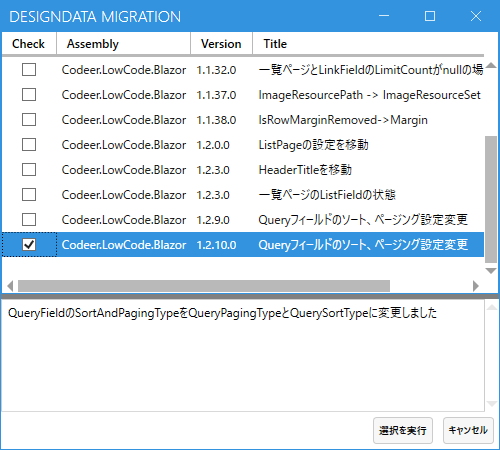 DESIGNDATA MIGRATION
Check Assembly Version Title
Codeer.LowCode.Blazor 1.1.32.0 一覧ページとLinkFieldのLimitCountがnullの場
Codeer.LowCode.Blazor 1.1.37.0 ImageResourcePath -> ImageResourceSet
Codeer.LowCode.Blazor 1.1.38.0 IsRowMarginRemoved->Margin
Codeer.LowCode.Blazor 1.2.0.0 ListPageの設定を移動
Codeer.LowCode.Blazor 1.2.3.0 HeaderTitleを移動
Codeer.LowCode.Blazor 1.2.3.0 一覧ページのListFieldの状態
Codeer.LowCode.Blazor 1.2.9.0 Queryフィールドのソート、ページング設定変更
Codeer.LowCode.Blazor 1.2.10.0 Queryフィールドのソート、ページング設定変更
QueryFieldのSortAndPagingTypeをQueryPagingTypeとQuerySortTypeに変更しました
選択を実行 キャンセル